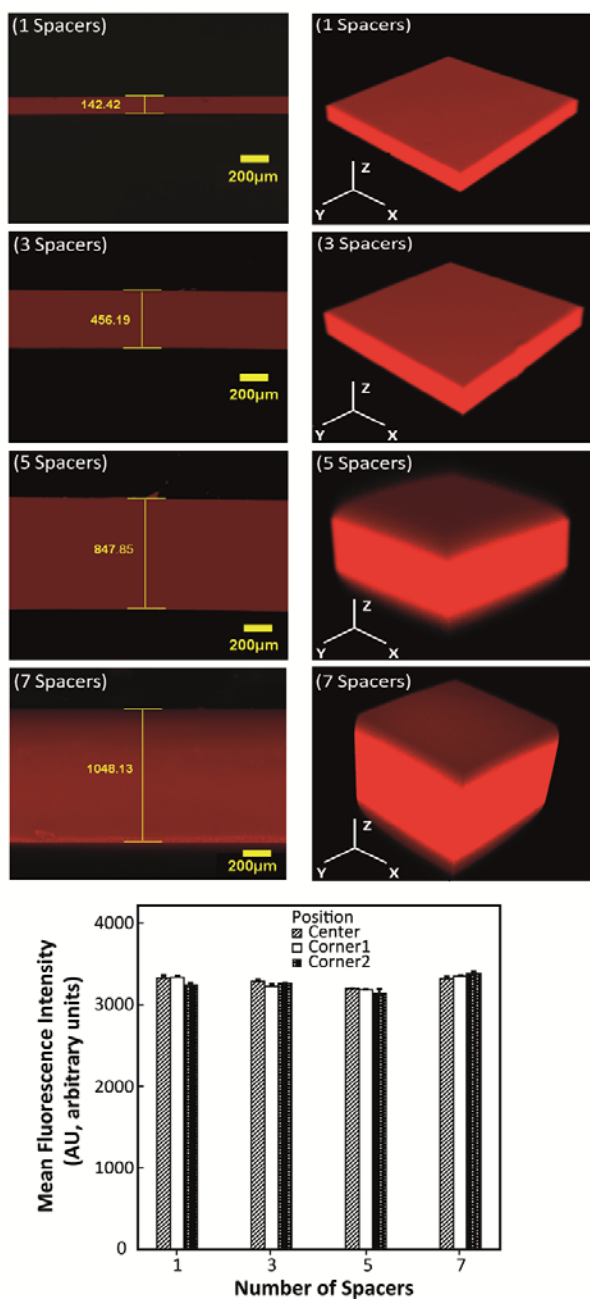 (1 Spacers)
142.42
200μm
(1 Spacers)
Z
Y
X
(3 Spacers)
456.19
200μm
(3 Spacers)
Z
Y
X
(5 Spacers)
847.85
200μm
(5 Spacers)
Z
Y
X
(7 Spacers)
1048.13
200μm
(7 Spacers)
Z
Y
X
Mean Fluorescence Intensity
(AU, arbitrary units)
4000
3000
2000
1000
0
Position
Center
Corner1
Corner2
1 3 5 7
Number of Spacers